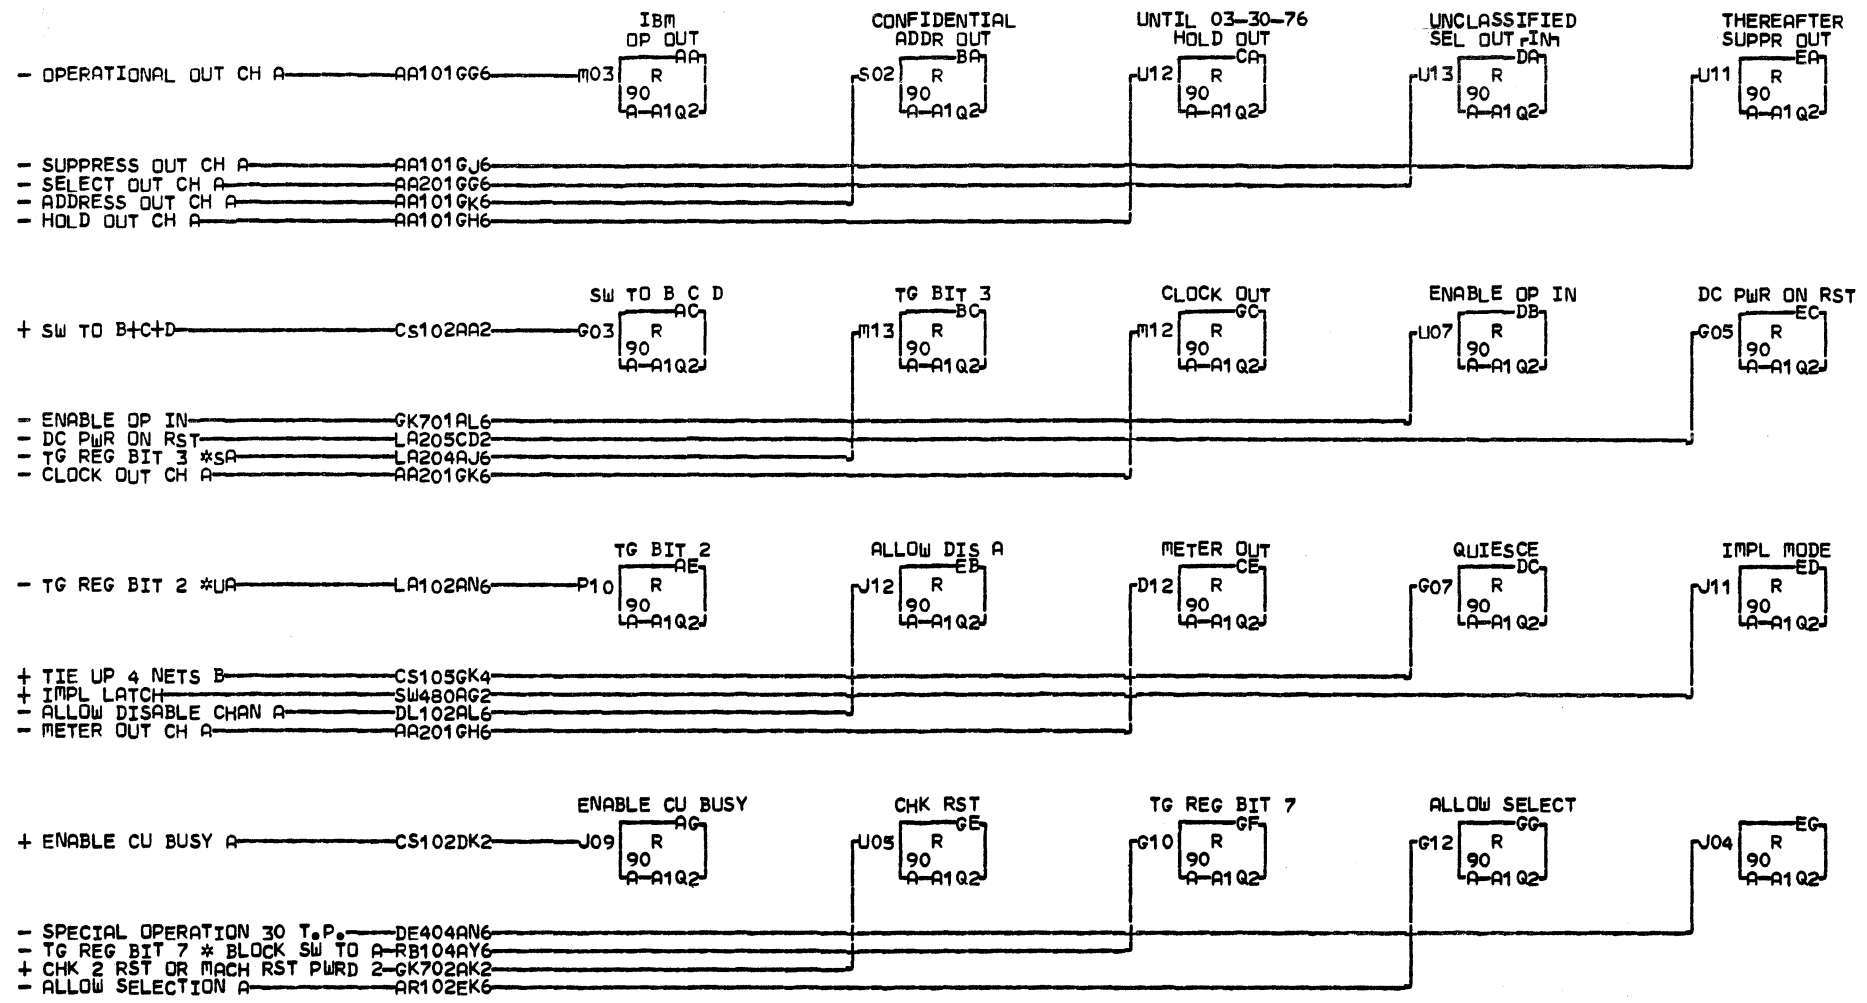 IBM CONFIDENTIAL UNTIL 03-30-76 UNCLASSIFIED THEREAFTER
OP OUT ADDR OUT HOLD OUT SEL OUT IN SUPPR OUT
AA BA CA DA EA
- OPERATIONAL OUT CH A AA101GG6 M03 R S02 R U12 R U13 R U11 R
90 90 90 90 90
A-A1Q2 A-A1Q2 A-A1Q2 A-A1Q2 A-A1Q2
- SUPPRESS OUT CH A AA101GJ6
- SELECT OUT CH A AA201GG6
- ADDRESS OUT CH A AA101GK6
- HOLD OUT CH A AA101GH6
SW TO B C D TG BIT 3 CLOCK OUT ENABLE OP IN DC PWR ON RST
AC BC GC DB EC
+ SW TO B+C+D CS102AA2 G03 R M13 R M12 R U07 R G05 R
90 90 90 90 90
A-A1Q2 A-A1Q2 A-A1Q2 A-A1Q2 A-A1Q2
- ENABLE OP IN GK701AL6
- DC PWR ON RST LA205CD2
- TG REG BIT 3 *SA LA204AJ6
- CLOCK OUT CH A AA201GK6
TG BIT 2 ALLOW DIS A METER OUT QUIESCE IMPL MODE
AE EB CE DC ED
- TG REG BIT 2 *UA LA102AN6 P10 R J12 R D12 R G07 R J11 R
90 90 90 90 90
A-A1Q2 A-A1Q2 A-A1Q2 A-A1Q2 A-A1Q2
+ TIE UP 4 NETS B CS105GK4
+ IMPL LATCH SW480AG2
- ALLOW DISABLE CHAN A DL102AL6
- METER OUT CH A AA201GH6
ENABLE CU BUSY CHK RST TG REG BIT 7 ALLOW SELECT
AG GE GF GG EG
+ ENABLE CU BUSY A CS102DK2 J09 R U05 R G10 R G12 R J04 R
90 90 90 90 90
A-A1Q2 A-A1Q2 A-A1Q2 A-A1Q2 A-A1Q2
- SPECIAL OPERATION 30 T.P. DE404AN6
- TG REG BIT 7 * BLOCK SW TO A RB104AY6
+ CHK 2 RST OR MACH RST PWRD 2 GK702AK2
- ALLOW SELECTION A AR102EK6